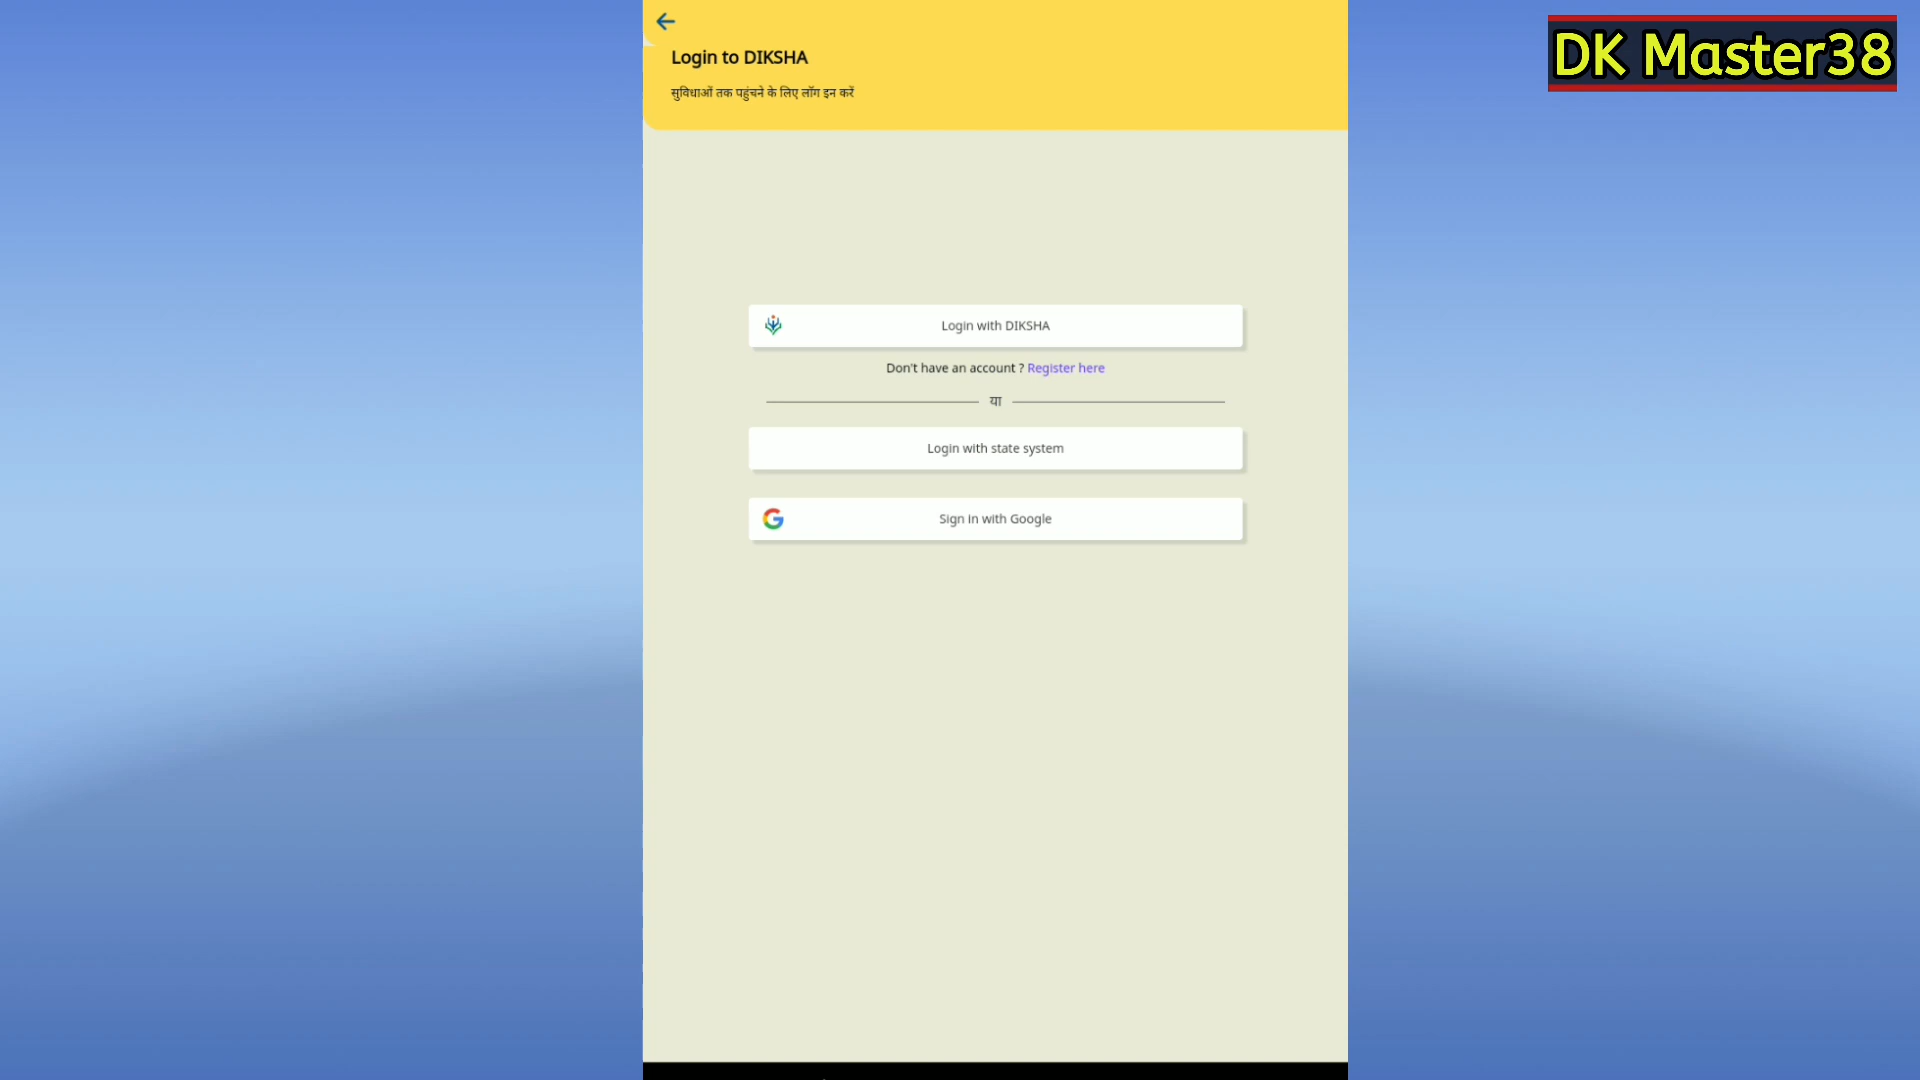 DK Master38
Login to DIKSHA
सुविधाओं तक पहुंचने के लिए लॉग इन करें
Login with DIKSHA
Don't have an account ? Register here
या
Login with state system
Sign in with Google